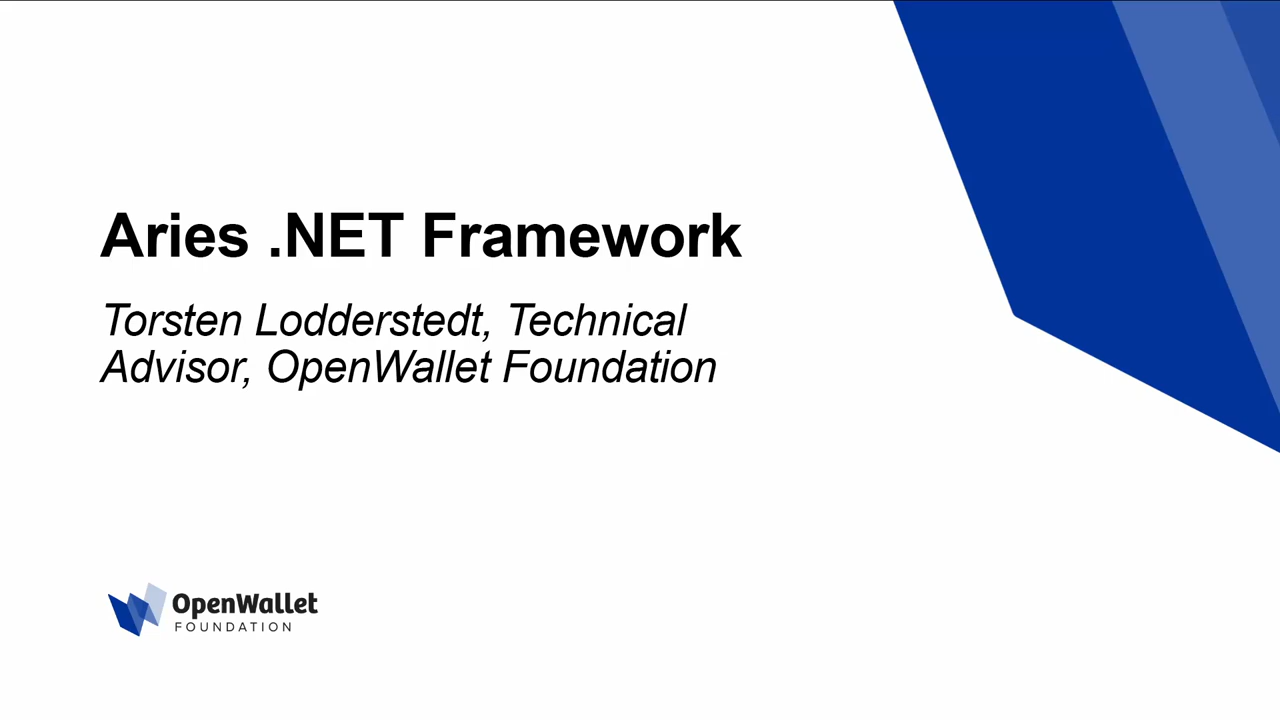 Aries .NET Framework
Torsten Lodderstedt, Technical
Advisor, OpenWallet Foundation
OpenWallet
FOUNDATION